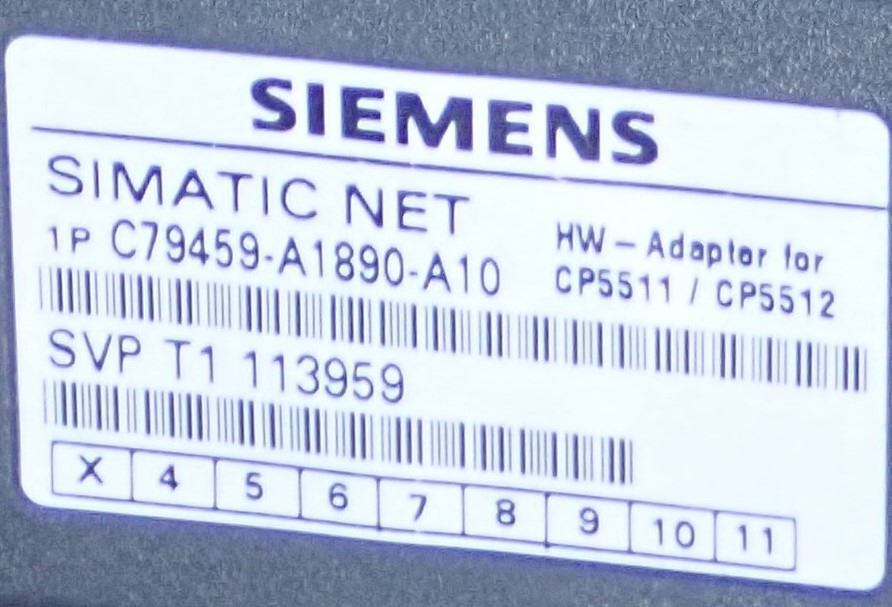 SIEMENS
SIMATIC NET
1P C79459-A1890-A10
HW-Adapter for
CP5511 / CP5512
SVP T1 113959
X 4 5 6 7 8 9 10 11